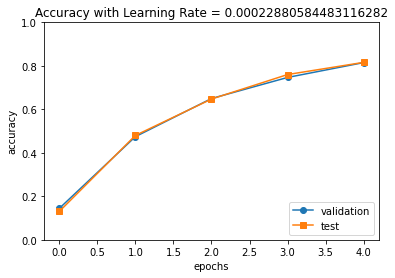 Accuracy with Learning Rate = 0.00022880584483116282
accuracy
1.0
0.8
0.6
0.4
0.2
0.0
0.0 0.5 1.0 1.5 2.0 2.5 3.0 3.5 4.0
epochs
validation
test